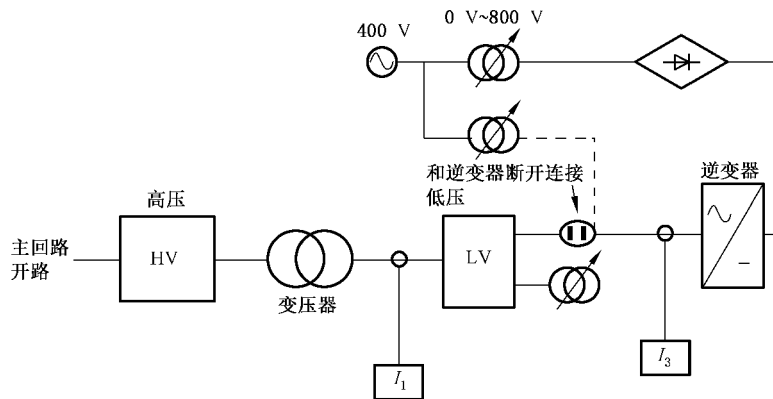 400 V
0 V~800 V
和逆变器断开连接
低压
逆变器
高压
主回路
开路
HV
变压器
LV
I₁
I₃